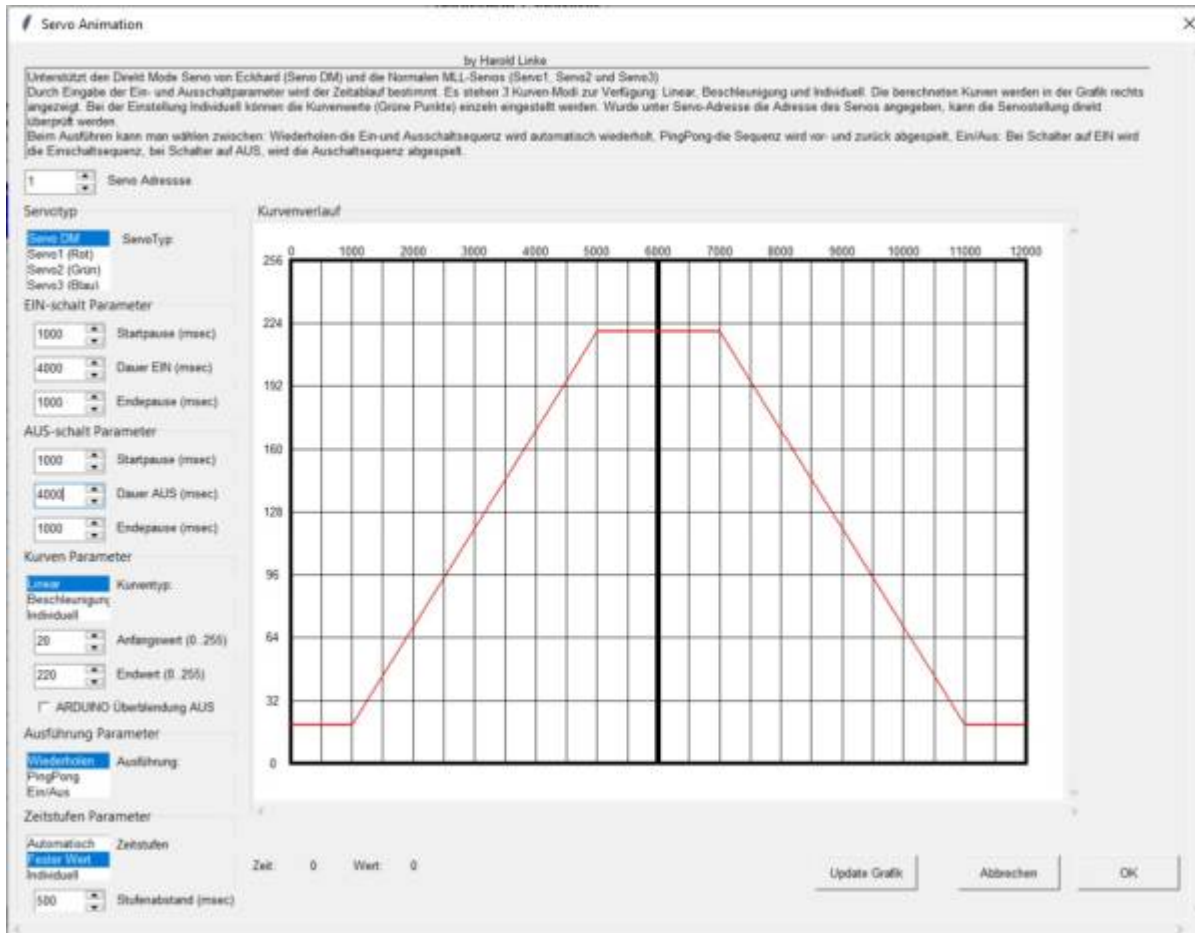 Servo Animation
by Harold Linke
Unterstützt den Direkt Mode Servo von Eckhard (Servo DM) und die Normalen MLL-Servos (Servo1, Servo2 und Servo3)
Durch Eingabe der Ein- und Ausschaltparameter wird der Zeitablauf bestimmt. Es stehen 3 Kurven-Modi zur Verfügung: Linear, Beschleunigung und Individuell. Die berechneten Kurven werden in der Grafik rechts
angezeigt. Bei der Einstellung Individuell können die Kurvenwerte (Grüne Punkte) einzeln eingestellt werden. Wurde unter Servo-Adresse die Adresse des Servos angegeben, kann die Servostellung direkt
überprüft werden.
Beim Ausführen kann man wählen zwischen: Wiederholen-die Ein-und Ausschaltsequenz wird automatisch wiederholt, PingPong-die Sequenz wird vor- und zurück abgespielt, Ein/Aus: Bei Schalter auf EIN wird
die Einschaltsequenz, bei Schalter auf AUS, wird die Auschaltsequenz abgespielt.
1 Servo Adressse
Servotyp
Servo DM ServoTyp:
Servo1 (Rot)
Servo2 (Grün)
Servo3 (Blau)
EIN-schalt Parameter
1000 Startpause (msec)
4000 Dauer EIN (msec)
1000 Endepause (msec)
AUS-schalt Parameter
1000 Startpause (msec)
4000 Dauer AUS (msec)
1000 Endepause (msec)
Kurven Parameter
Linear Kurventyp:
Beschleunigung
Individuell
20 Anfangswert (0..255)
220 Endwert (0..255)
ARDUINO Überblendung AUS
Ausführung Parameter
Wiederholen Ausführung:
PingPong
Ein/Aus
Zeitstufen Parameter
Automatisch Zeitstufen
Fester Wert
Individuell
500 Stufenabstand (msec)
Kurvenverlauf
0 1000 2000 3000 4000 5000 6000 7000 8000 9000 10000 11000 12000
256
224
192
160
128
96
64
32
0
Zeit: 0 Wert: 0
Update Grafik Abbrechen OK